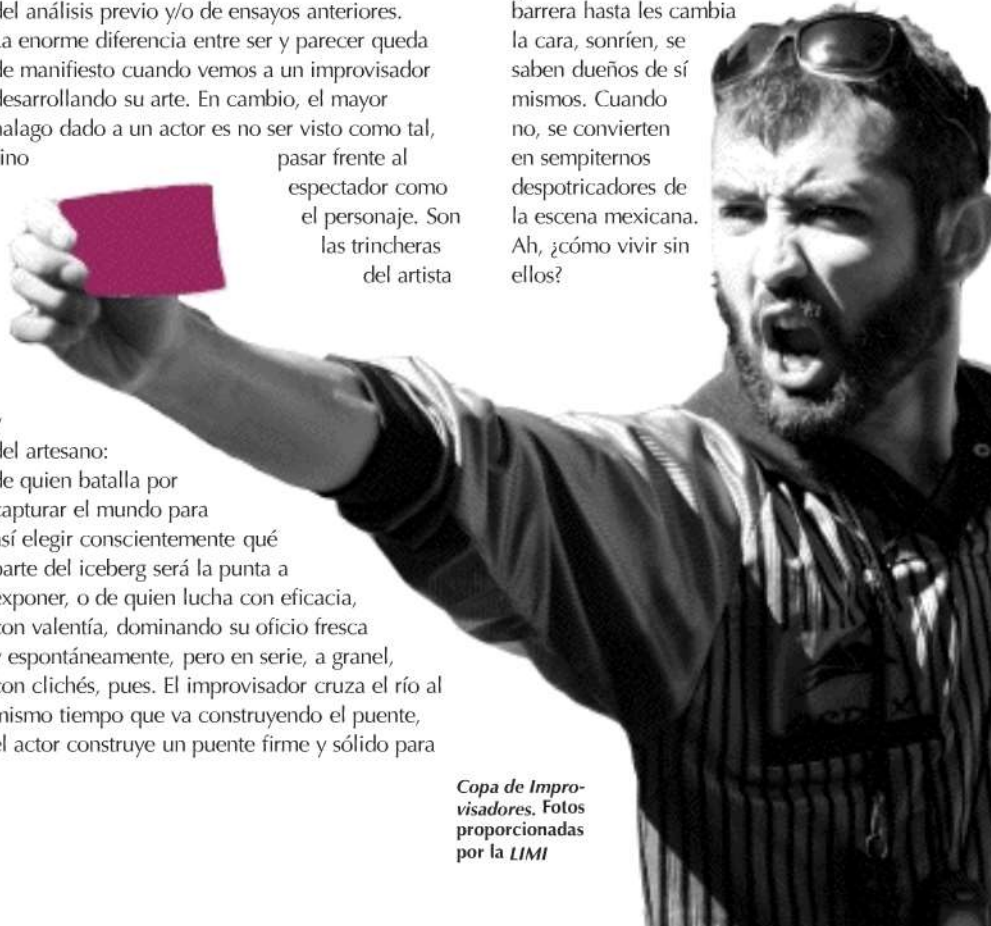 del análisis previo y/o de ensayos anteriores.
La enorme diferencia entre ser y parecer queda
de manifiesto cuando vemos a un improvisador
desarrollando su arte. En cambio, el mayor
halago dado a un actor es no ser visto como tal,
ino pasar frente al
espectador como
el personaje. Son
las trincheras
del artista
del artesano:
de quien batalla por
capturar el mundo para
así elegir conscientemente qué
parte del iceberg será la punta a
exponer, o de quien lucha con eficacia,
con valentía, dominando su oficio fresca
y espontáneamente, pero en serie, a granel,
con clichés, pues. El improvisador cruza el río al
mismo tiempo que va construyendo el puente,
el actor construye un puente firme y sólido para
barrera hasta les cambia
la cara, sonríen, se
saben dueños de sí
mismos. Cuando
no, se convierten
en sempiternos
despotricadores de
la escena mexicana.
Ah, ¿cómo vivir sin
ellos?
Copa de Impro-
visadores. Fotos
proporcionadas
por la LIMI